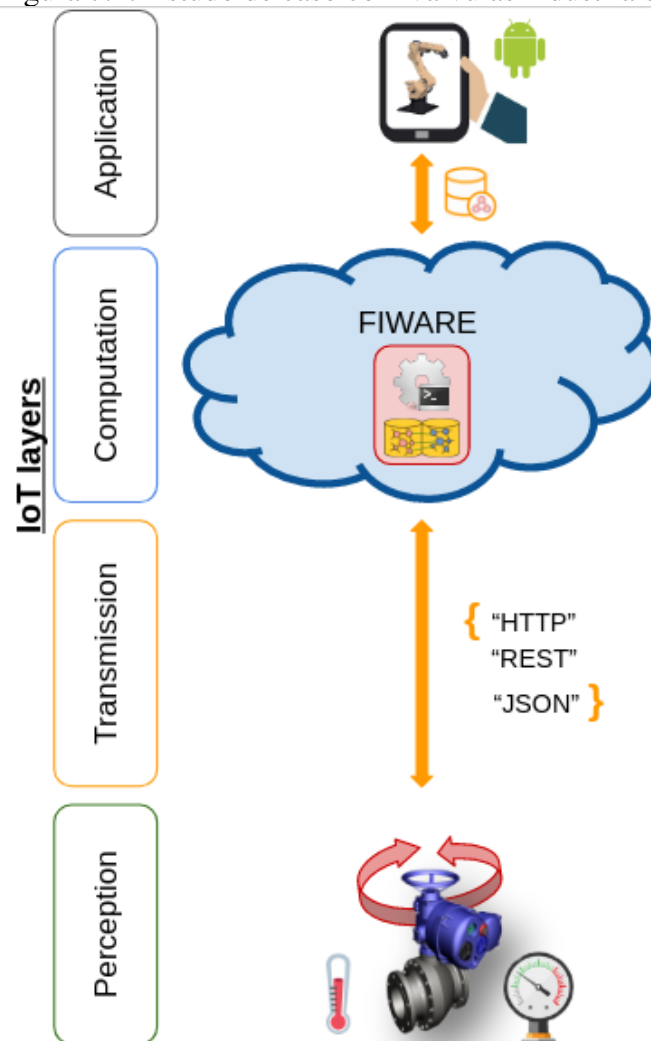 IoT layers
Application
Computation
FIWARE
>_
Transmission
{ “HTTP”
“REST”
“JSON” }
Perception